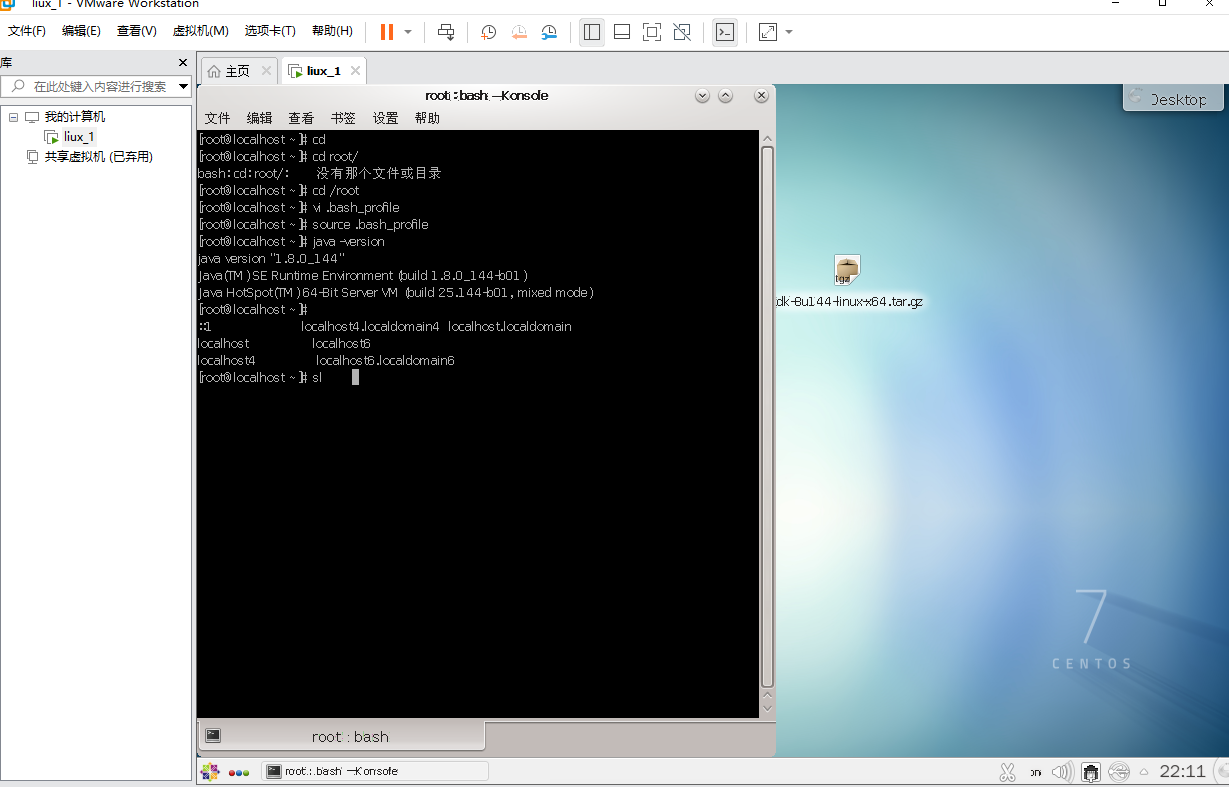 liux_1 - VMware Workstation
文件(F) 编辑(E) 查看(V) 虚拟机(M) 选项卡(T) 帮助(H)
库
在此处键入内容进行搜索
我的计算机
liux_1
共享虚拟机 (已弃用)
主页 liux_1
root : bash — Konsole
文件 编辑 查看 书签 设置 帮助
[root@localhost ~]# cd
[root@localhost ~]# cd root/
bash:cd:root/: 没有那个文件或目录
[root@localhost ~]# cd /root
[root@localhost ~]# vi .bash_profile
[root@localhost ~]# source .bash_profile
[root@localhost ~]# java -version
java version "1.8.0_144"
Java(TM) SE Runtime Environment (build 1.8.0_144-b01)
Java HotSpot(TM) 64-Bit Server VM (build 25.144-b01, mixed mode)
[root@localhost ~]#
::1 localhost4.localdomain4 localhost.localdomain
localhost localhost6
localhost4 localhost6.localdomain6
[root@localhost ~]# sl
root : bash
Desktop
tgz
dk-8u144-linux-x64.tar.gz
7
CENTOS
root : bash — Konsole
22:11